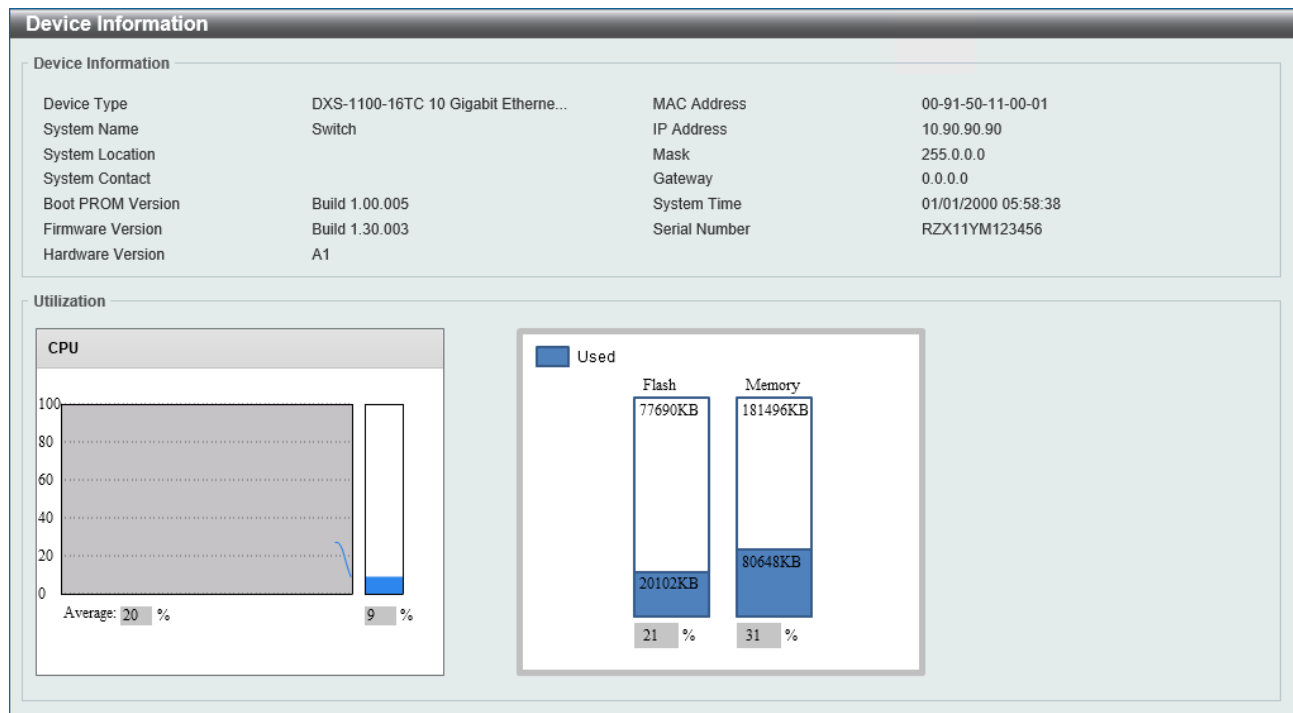 Device Information
Device Information
Device Type DXS-1100-16TC 10 Gigabit Etherne... MAC Address 00-91-50-11-00-01
System Name Switch IP Address 10.90.90.90
System Location Mask 255.0.0.0
System Contact Gateway 0.0.0.0
Boot PROM Version Build 1.00.005 System Time 01/01/2000 05:58:38
Firmware Version Build 1.30.003 Serial Number RZX11YM123456
Hardware Version A1
Utilization
CPU
100
80
60
40
20
0
Average: 20 % 9 %
Used
Flash Memory
77690KB 181496KB
20102KB 80648KB
21 % 31 %